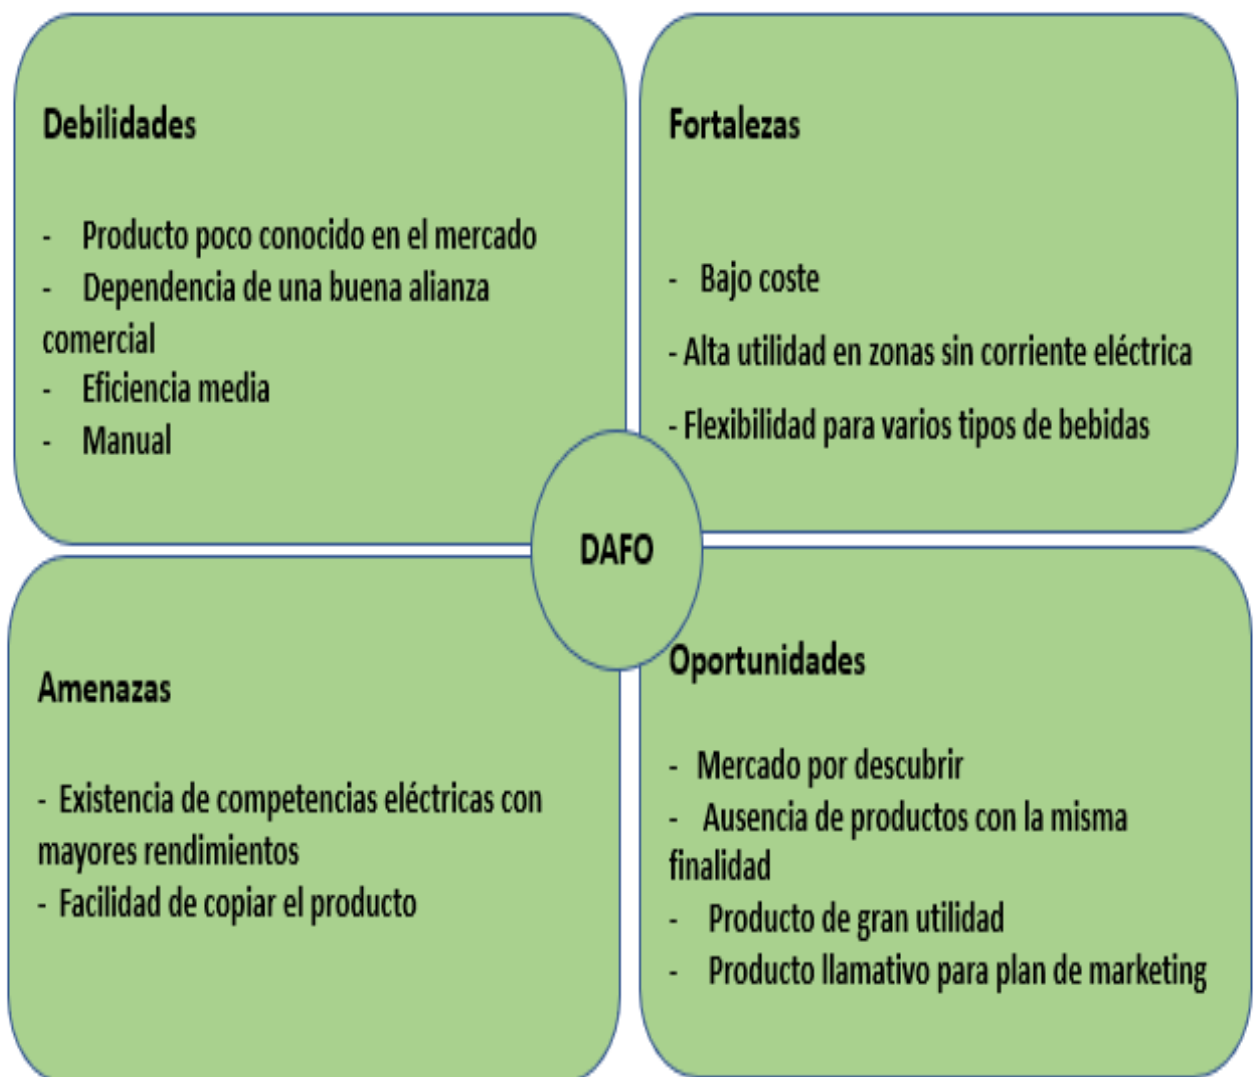 Debilidades
-    Producto poco conocido en el mercado
-    Dependencia de una buena alianza
comercial
-    Eficiencia media
-    Manual
Fortalezas
-   Bajo coste
- Alta utilidad en zonas sin corriente eléctrica
- Flexibilidad para varios tipos de bebidas
DAFO
Amenazas
-  Existencia de competencias eléctricas con
mayores rendimientos
-  Facilidad de copiar el producto
Oportunidades
-   Mercado por descubrir
-    Ausencia de productos con la misma
finalidad
-    Producto de gran utilidad
-    Producto llamativo para plan de marketing